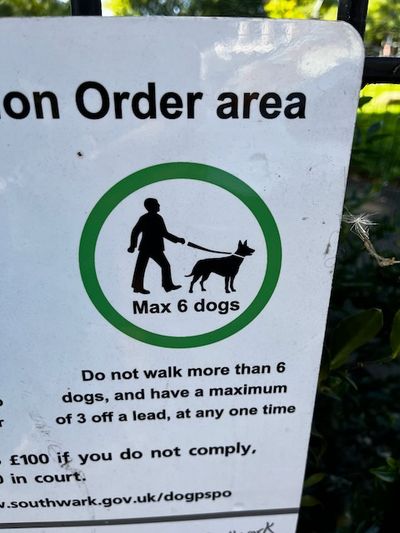 on Order area
Max 6 dogs
Do not walk more than 6
dogs, and have a maximum
of 3 off a lead, at any one time
£100 if you do not comply,
in court.
.southwark.gov.uk/dogpspo